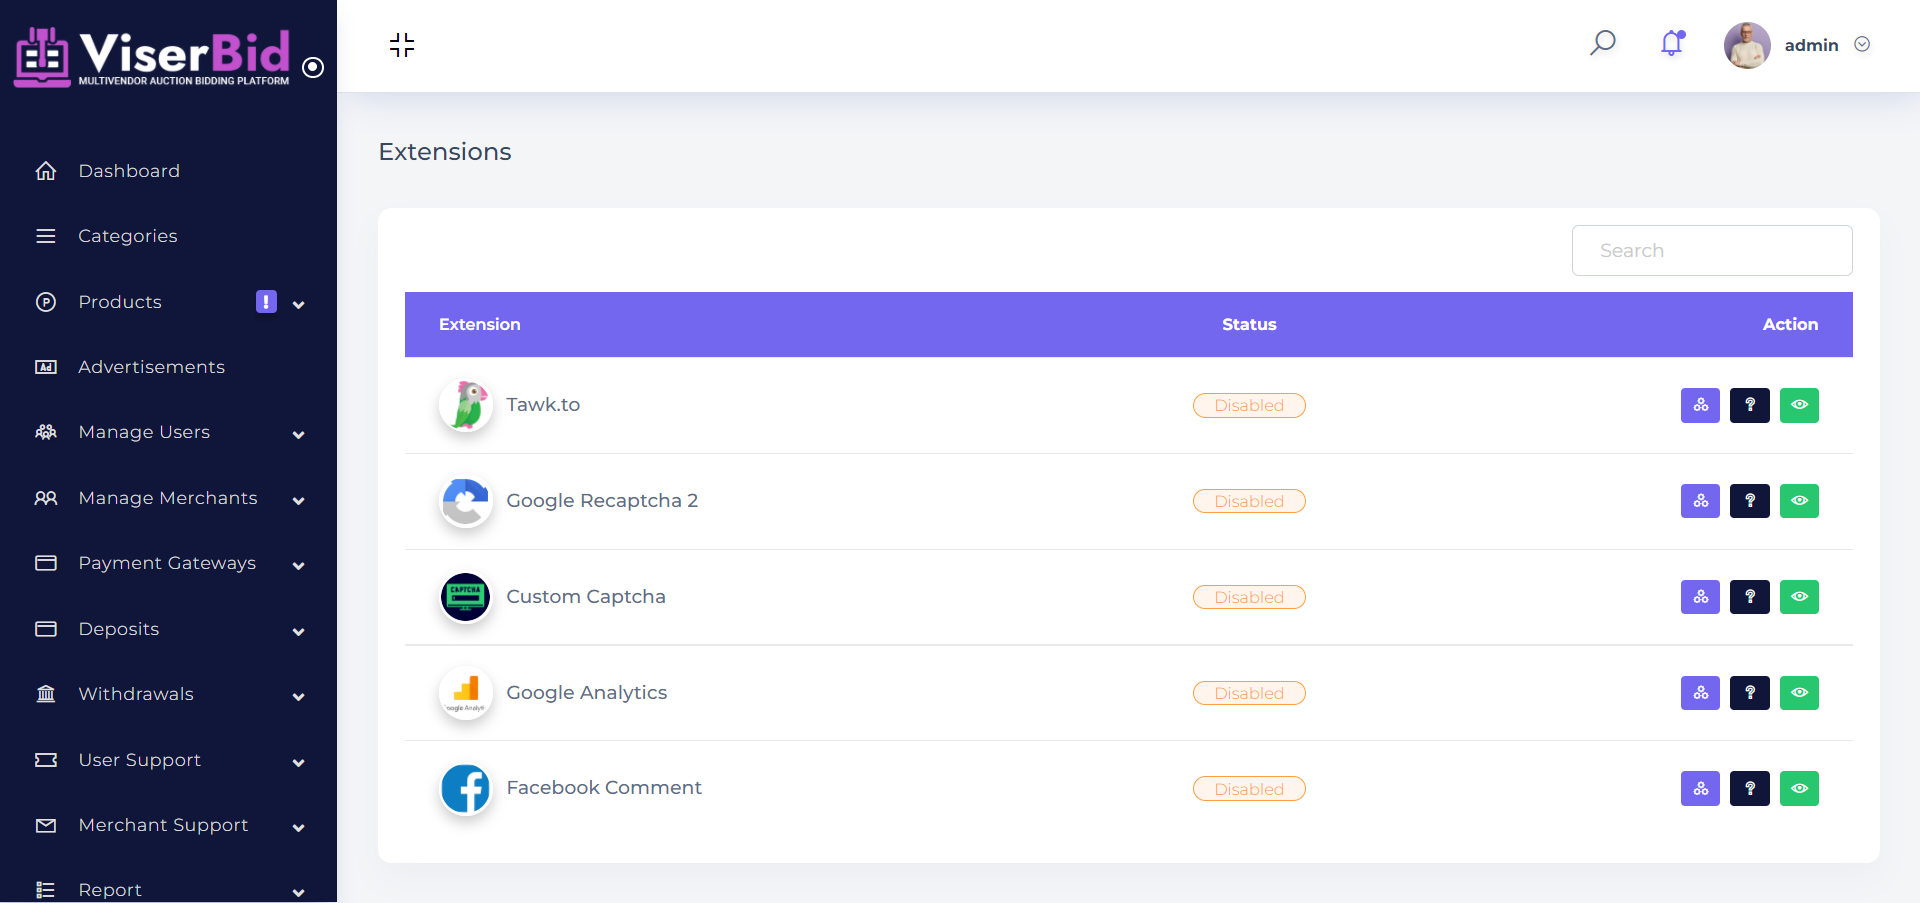 ViserBid
MULTIVENDOR AUCTION BIDDING PLATFORM
admin
Dashboard
Categories
Products
!
Advertisements
Ad
Manage Users
Manage Merchants
Payment Gateways
Deposits
Withdrawals
User Support
Merchant Support
Report
Extensions
Search
Extension Status Action
Tawk.to Disabled ?
Google Recaptcha 2 Disabled ?
CAPTCHA
Custom Captcha Disabled ?
Google Analytics Disabled ?
Facebook Comment Disabled ?